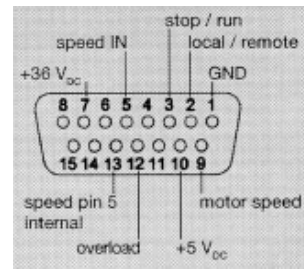 stop / run
speed IN local / remote
+36 V DC GND
8 7 6 5 4 3 2 1
15 14 13 12 11 10 9
speed pin 5 motor speed
internal
overload +5 V DC